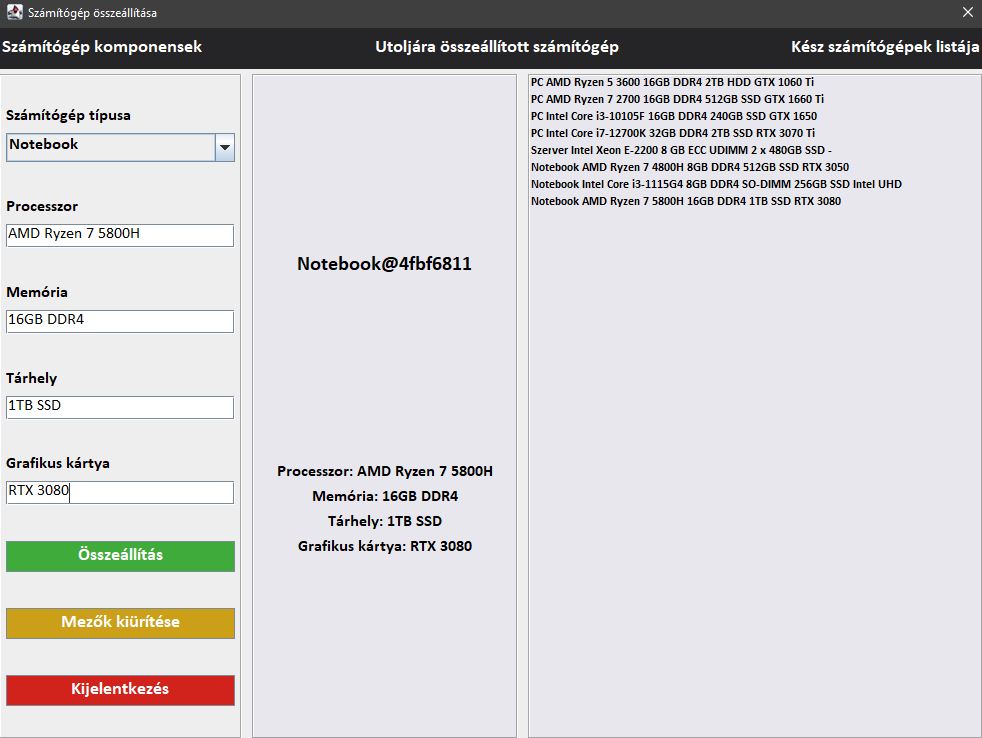 Számítógép összeállítása
Számítógép komponensek
Utoljára összeállított számítógép
Kész számítógépek listája
Számítógép típusa
Notebook
Processzor
AMD Ryzen 7 5800H
Memória
16GB DDR4
Tárhely
1TB SSD
Grafikus kártya
RTX 3080
Összeállítás
Mezők kiürítése
Kijelentkezés
Notebook@4fbf6811
Processzor: AMD Ryzen 7 5800H
Memória: 16GB DDR4
Tárhely: 1TB SSD
Grafikus kártya: RTX 3080
PC AMD Ryzen 5 3600 16GB DDR4 2TB HDD GTX 1060 Ti
PC AMD Ryzen 7 2700 16GB DDR4 512GB SSD GTX 1660 Ti
PC Intel Core i3-10105F 16GB DDR4 240GB SSD GTX 1650
PC Intel Core i7-12700K 32GB DDR4 2TB SSD RTX 3070 Ti
Szerver Intel Xeon E-2200 8 GB ECC UDIMM 2 x 480GB SSD -
Notebook AMD Ryzen 7 4800H 8GB DDR4 512GB SSD RTX 3050
Notebook Intel Core i3-1115G4 8GB DDR4 SO-DIMM 256GB SSD Intel UHD
Notebook AMD Ryzen 7 5800H 16GB DDR4 1TB SSD RTX 3080